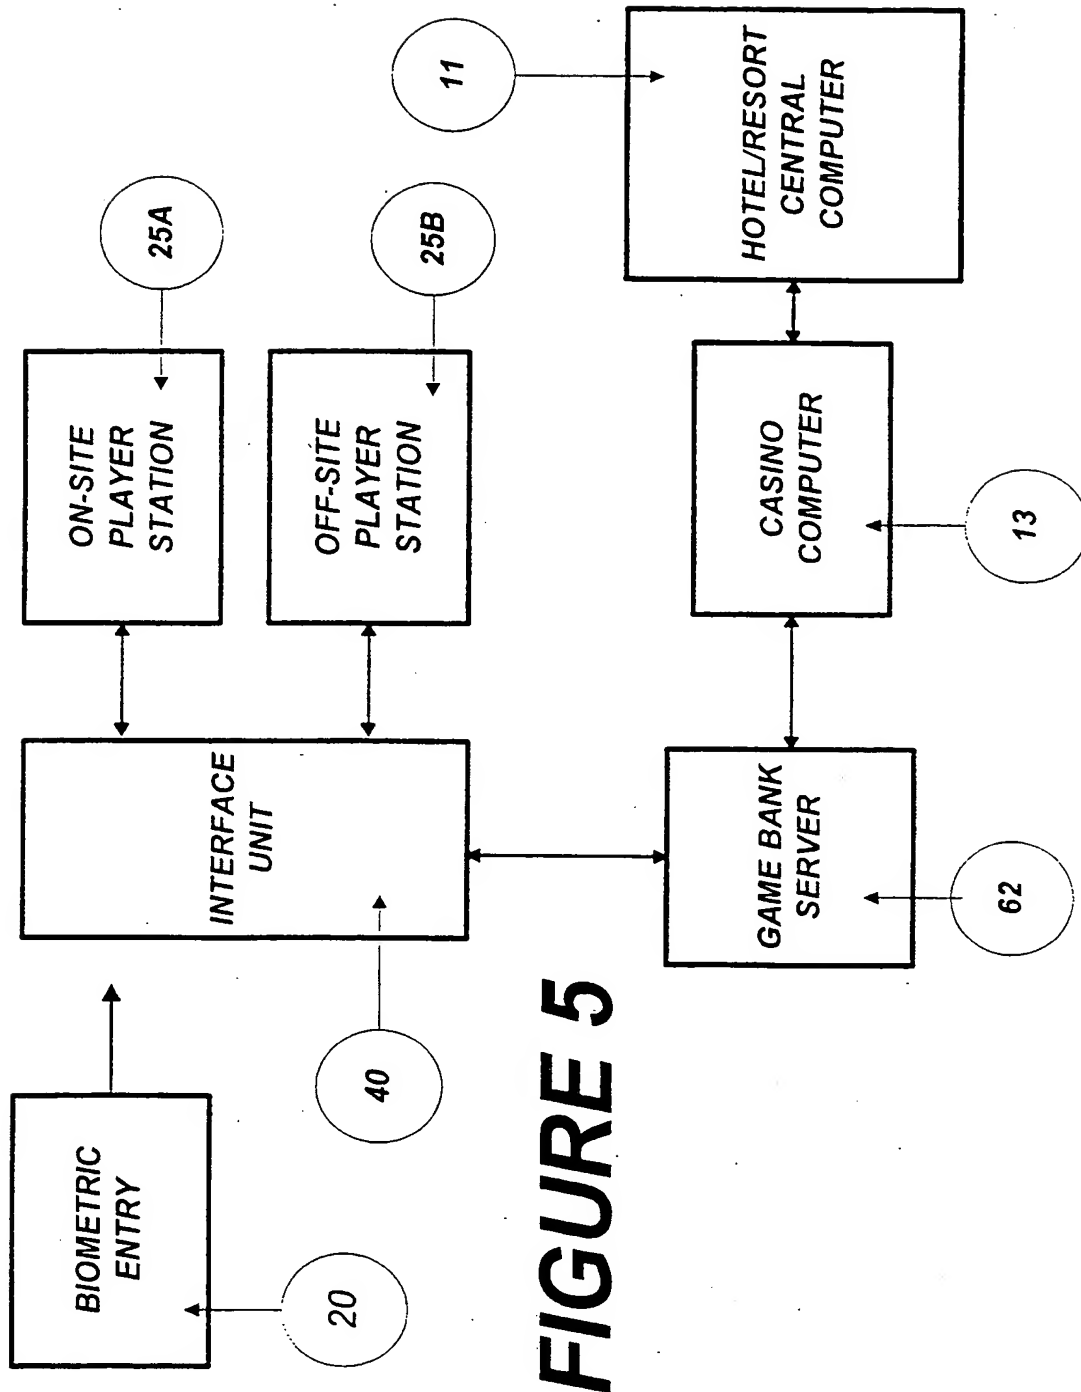 BIOMETRIC
ENTRY
20
INTERFACE
UNIT
40
ON-SITE
PLAYER
STATION
25A
OFF-SITE
PLAYER
STATION
25B
GAME BANK
SERVER
62
CASINO
COMPUTER
13
HOTEL/RESORT
CENTRAL
COMPUTER
11
FIGURE 5